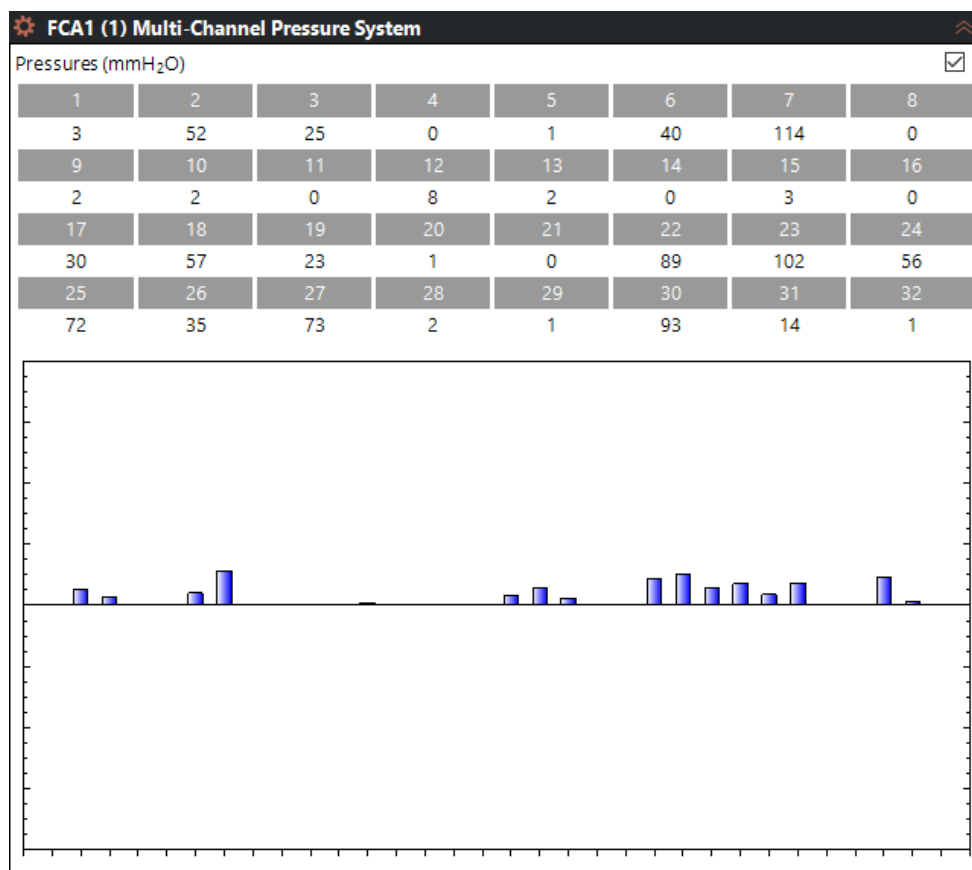 FCA1 (1) Multi-Channel Pressure System
Pressures (mmH₂O)
1 2 3 4 5 6 7 8
3 52 25 0 1 40 114 0
9 10 11 12 13 14 15 16
2 2 0 8 2 0 3 0
17 18 19 20 21 22 23 24
30 57 23 1 0 89 102 56
25 26 27 28 29 30 31 32
72 35 73 2 1 93 14 1